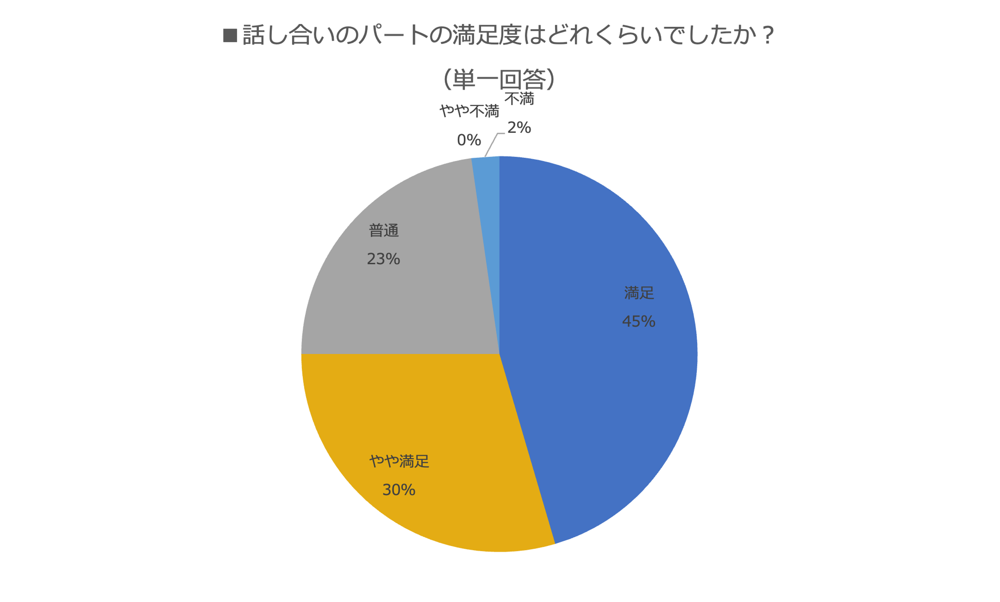 ■話し合いのパートの満足度はどれくらいでしたか？
（単一回答）
不満
2%
やや不満
0%
普通
23%
満足
45%
やや満足
30%